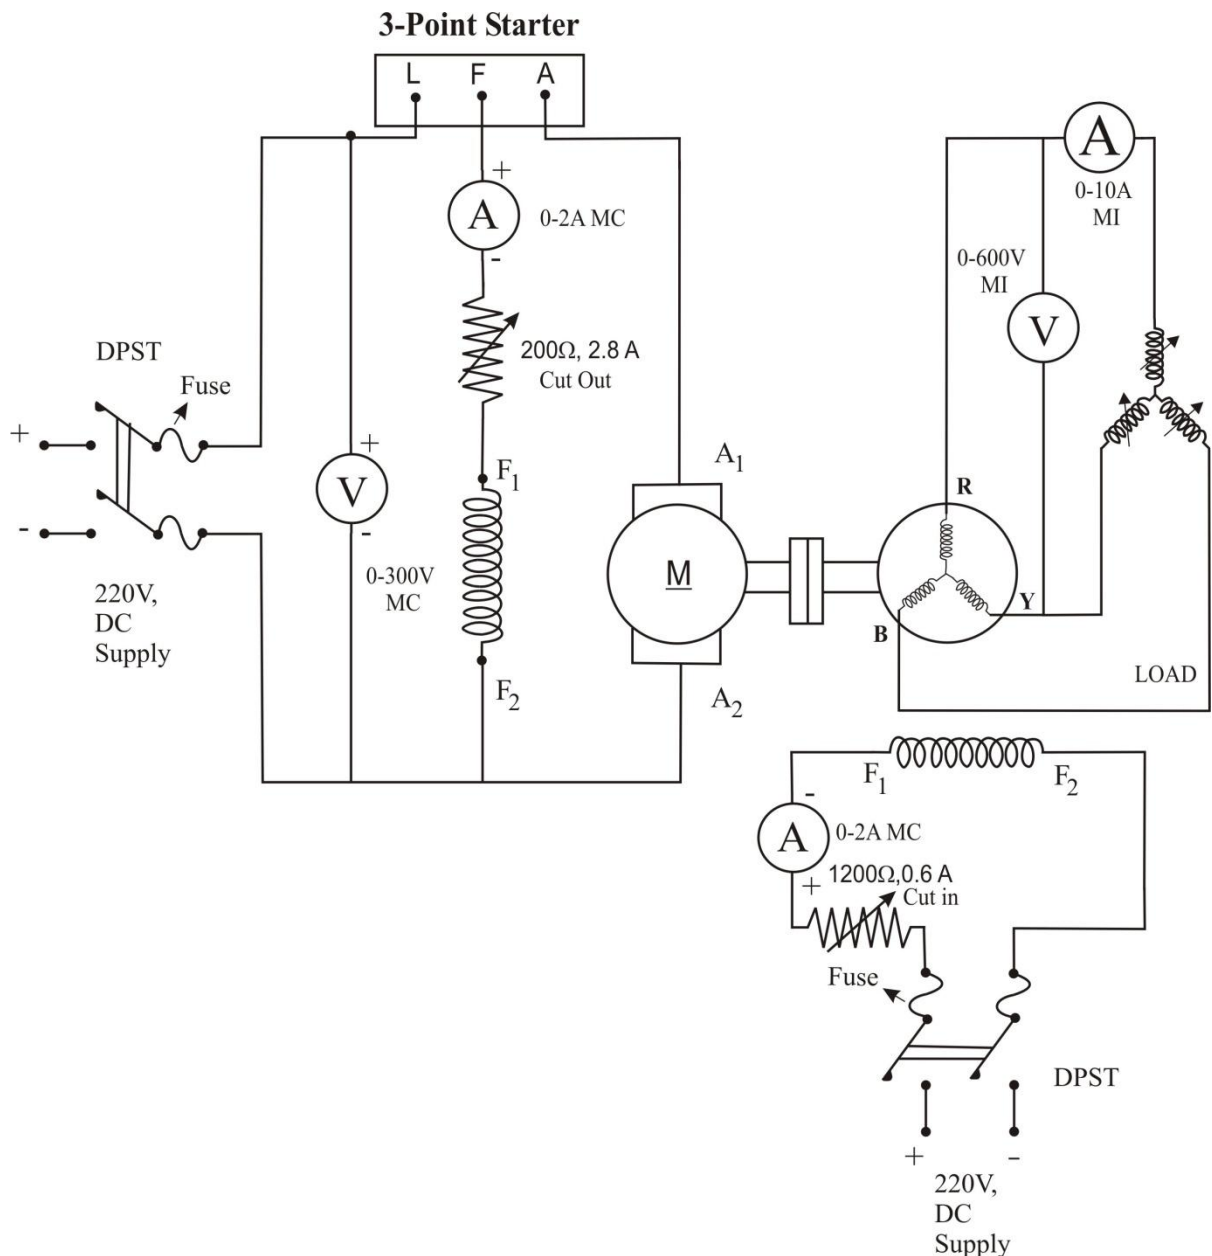 3-Point Starter
L F A
+
A
0-2A MC
-
200Ω, 2.8 A
Cut Out
DPST
Fuse
+
-
220V,
DC
Supply
+
V
-
0-300V
MC
F1
F2
A1
M
A2
A
0-10A
MI
0-600V
MI
V
R
Y
B
LOAD
F1
F2
-
A
0-2A MC
+
1200Ω,0.6 A
Cut in
Fuse
DPST
+ -
220V,
DC
Supply